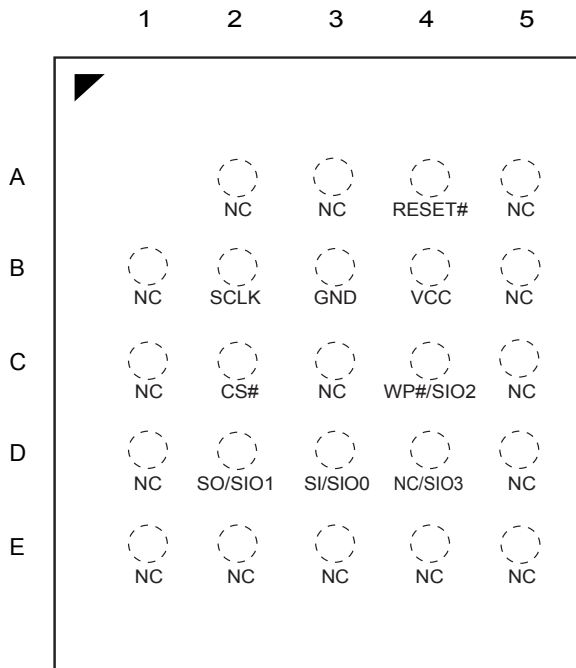 1 2 3 4 5
A
NC NC RESET# NC
B
NC SCLK GND VCC NC
C
NC CS# NC WP#/SIO2 NC
D
NC SO/SIO1 SI/SIO0 NC/SIO3 NC
E
NC NC NC NC NC